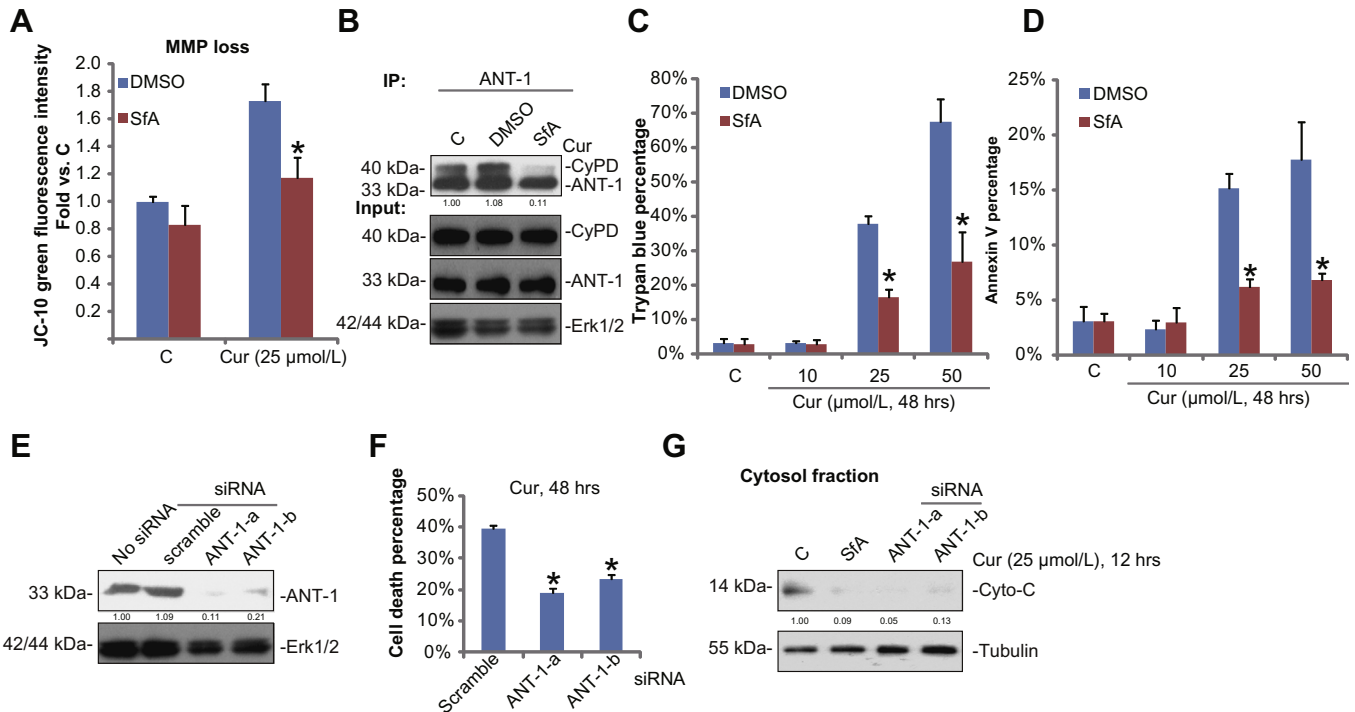 A
MMP loss
JC-10 green fluorescence intensity
Fold vs. C
2.0
1.8
1.6
1.4
1.2
1.0
0.8
0.6
0.4
0.2
DMSO
SfA
*
C
Cur (25 µmol/L)
B
IP:
ANT-1
C
DMSO
SfA
Cur
40 kDa-
-CyPD
33 kDa-
-ANT-1
1.00 1.08 0.11
Input:
40 kDa-
-CyPD
33 kDa-
-ANT-1
42/44 kDa-
-Erk1/2
C
Trypan blue percentage
80%
70%
60%
50%
40%
30%
20%
10%
0%
DMSO
SfA
*
*
C 10 25 50
Cur (µmol/L, 48 hrs)
D
Annexin V percentage
25%
20%
15%
10%
5%
0%
DMSO
SfA
*
*
C 10 25 50
Cur (µmol/L, 48 hrs)
E
siRNA
No siRNA
scramble
ANT-1-a
ANT-1-b
33 kDa-
-ANT-1
1.00 1.09 0.11 0.21
42/44 kDa-
-Erk1/2
F
Cur, 48 hrs
Cell death percentage
50%
40%
30%
20%
10%
0%
*
*
Scramble
ANT-1-a
ANT-1-b
siRNA
G
Cytosol fraction
siRNA
C
SfA
ANT-1-a
ANT-1-b
Cur (25 µmol/L), 12 hrs
14 kDa-
-Cyto-C
1.00 0.09 0.05 0.13
55 kDa-
-Tubulin